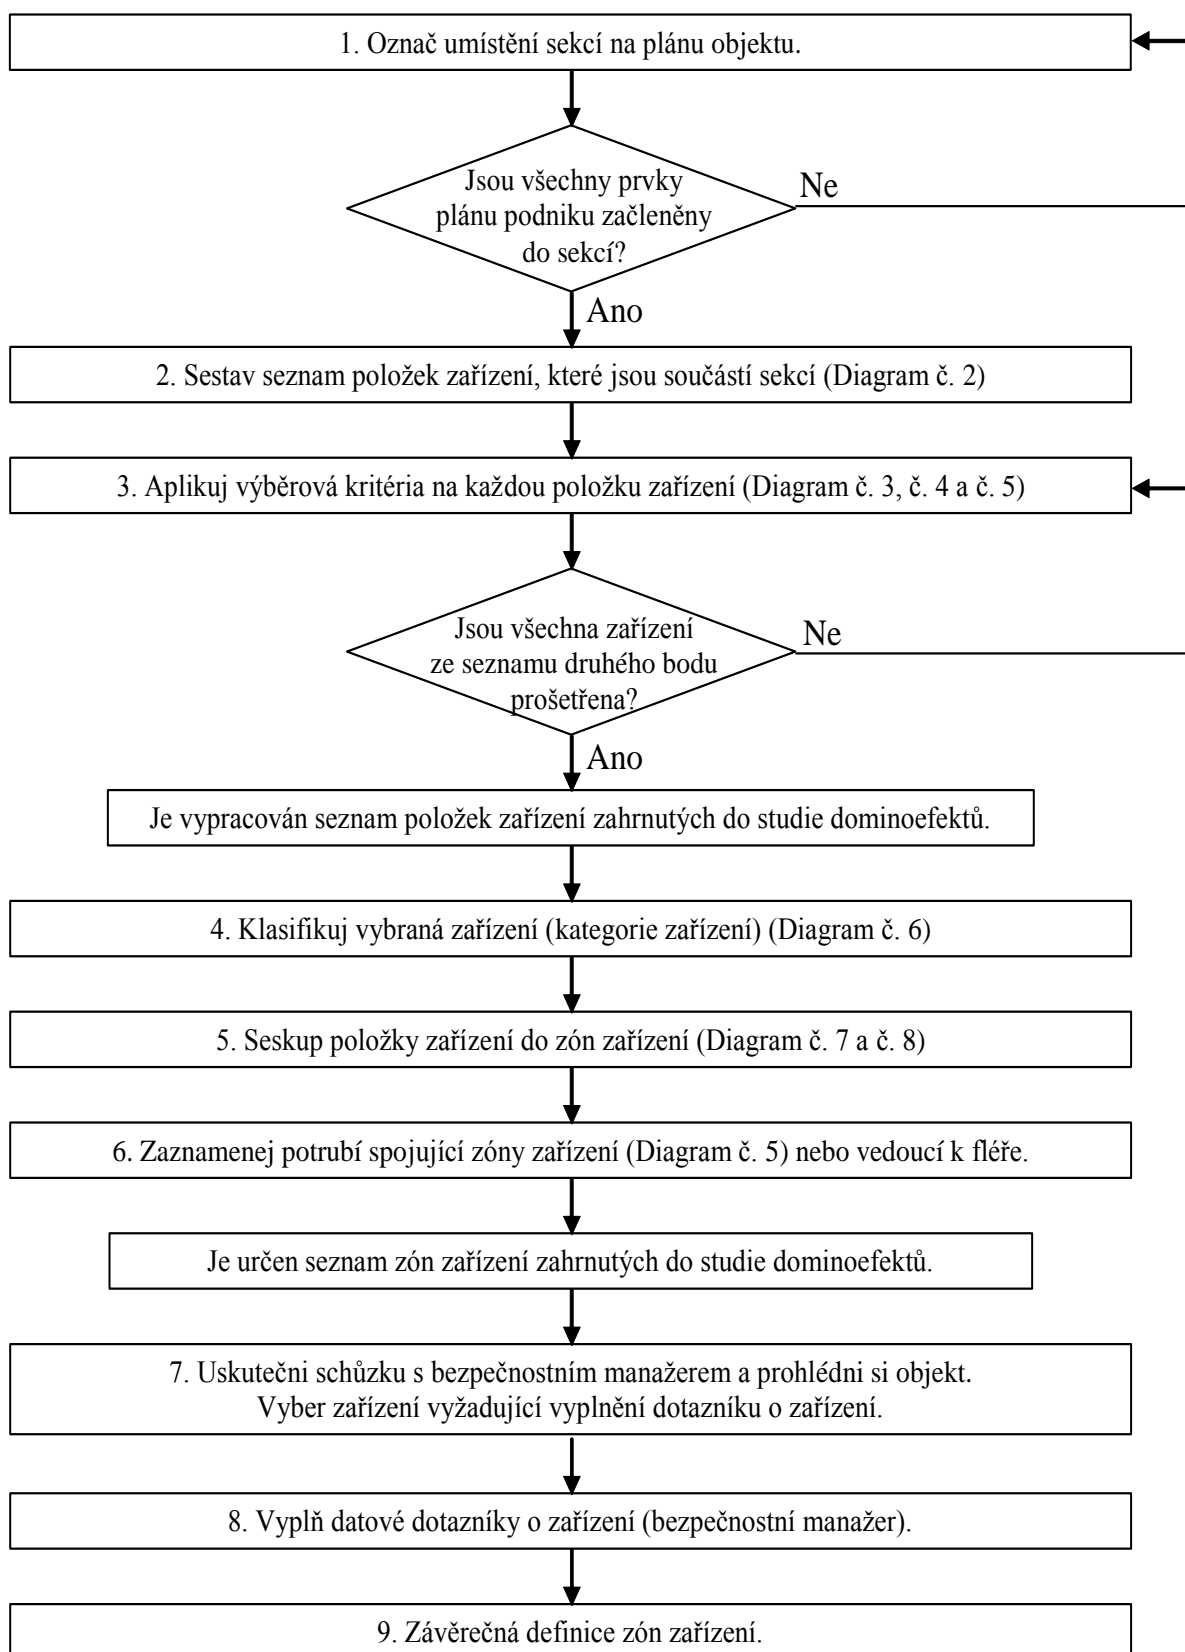 1. Označ umístění sekcí na plánu objektu.
Jsou všechny prvky
plánu podniku začleněny
do sekcí?
Ne
Ano
2. Sestav seznam položek zařízení, které jsou součástí sekcí (Diagram č. 2)
3. Aplikuj výběrová kritéria na každou položku zařízení (Diagram č. 3, č. 4 a č. 5)
Jsou všechna zařízení
ze seznamu druhého bodu
prošetřena?
Ne
Ano
Je vypracován seznam položek zařízení zahrnutých do studie dominoefektů.
4. Klasifikuj vybraná zařízení (kategorie zařízení) (Diagram č. 6)
5. Seskup položky zařízení do zón zařízení (Diagram č. 7 a č. 8)
6. Zaznamenej potrubí spojující zóny zařízení (Diagram č. 5) nebo vedoucí k fléře.
Je určen seznam zón zařízení zahrnutých do studie dominoefektů.
7. Uskutečni schůzku s bezpečnostním manažerem a prohlédni si objekt.
Vyber zařízení vyžadující vyplnění dotazníku o zařízení.
8. Vyplň datové dotazníky o zařízení (bezpečnostní manažer).
9. Závěrečná definice zón zařízení.